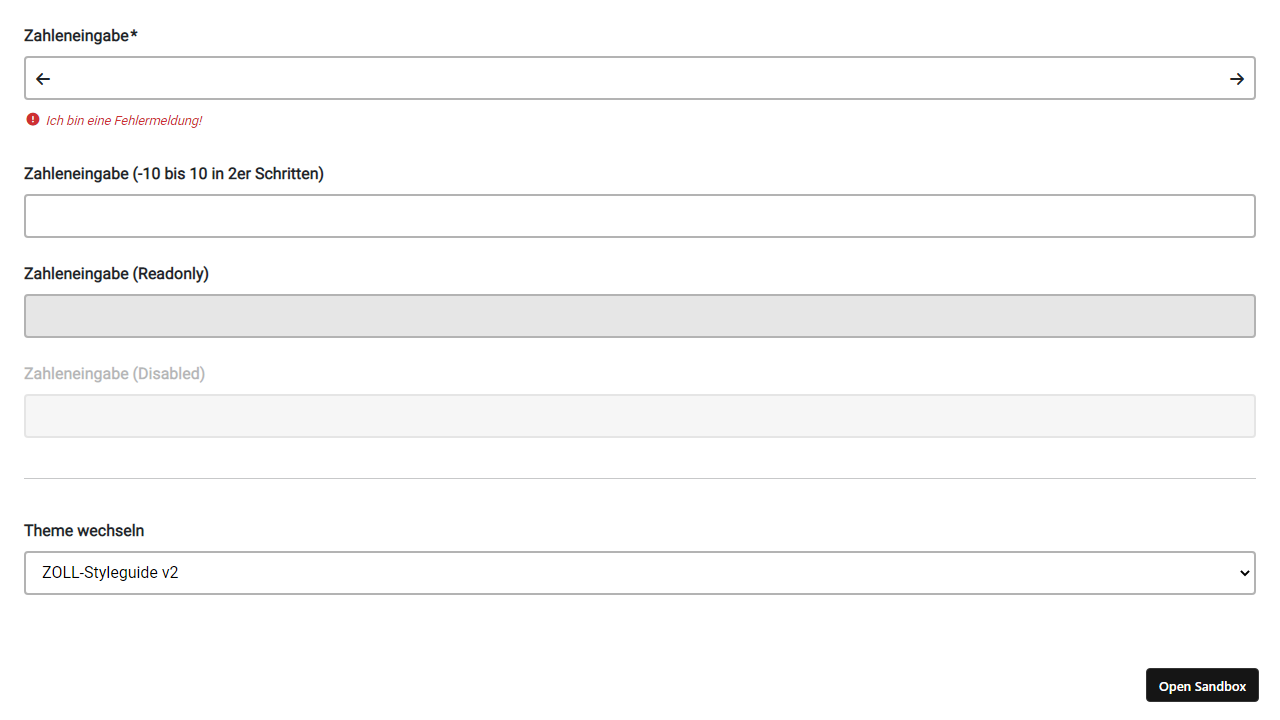 Zahleneingabe*
Ich bin eine Fehlermeldung!
Zahleneingabe (-10 bis 10 in 2er Schritten)
Zahleneingabe (Readonly)
Zahleneingabe (Disabled)
Theme wechseln
ZOLL-Styleguide v2
Open Sandbox